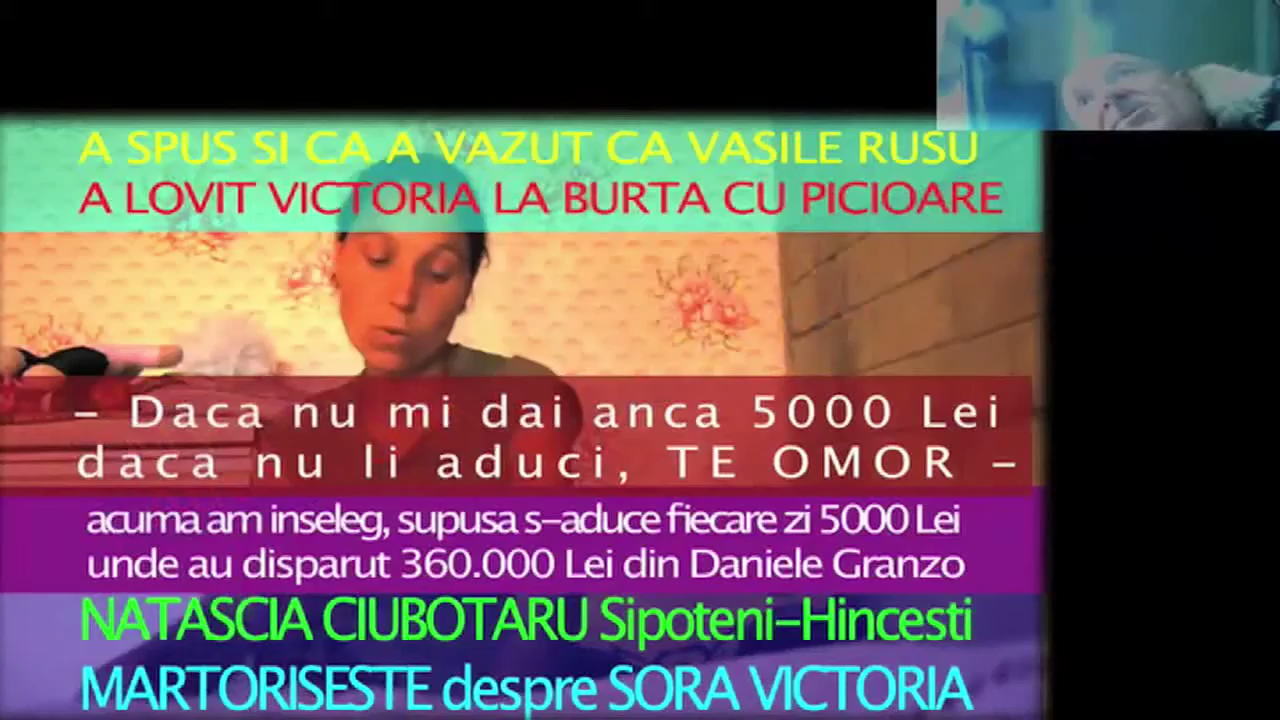 A SPUS SI CA A VAZUT CA VASILE RUSU
A LOVIT VICTORIA LA BURTA CU PICIOARE
– Daca nu mi dai anca 5000 Lei
daca nu li aduci, TE OMOR –
acuma am inseleg, supusa s–aduce fiecare zi 5000 Lei
unde au disparut 360.000 Lei din Daniele Granzo
NATASCIA CIUBOTARU Sipoteni–Hincesti
MARTORISESTE despre SORA VICTORIA